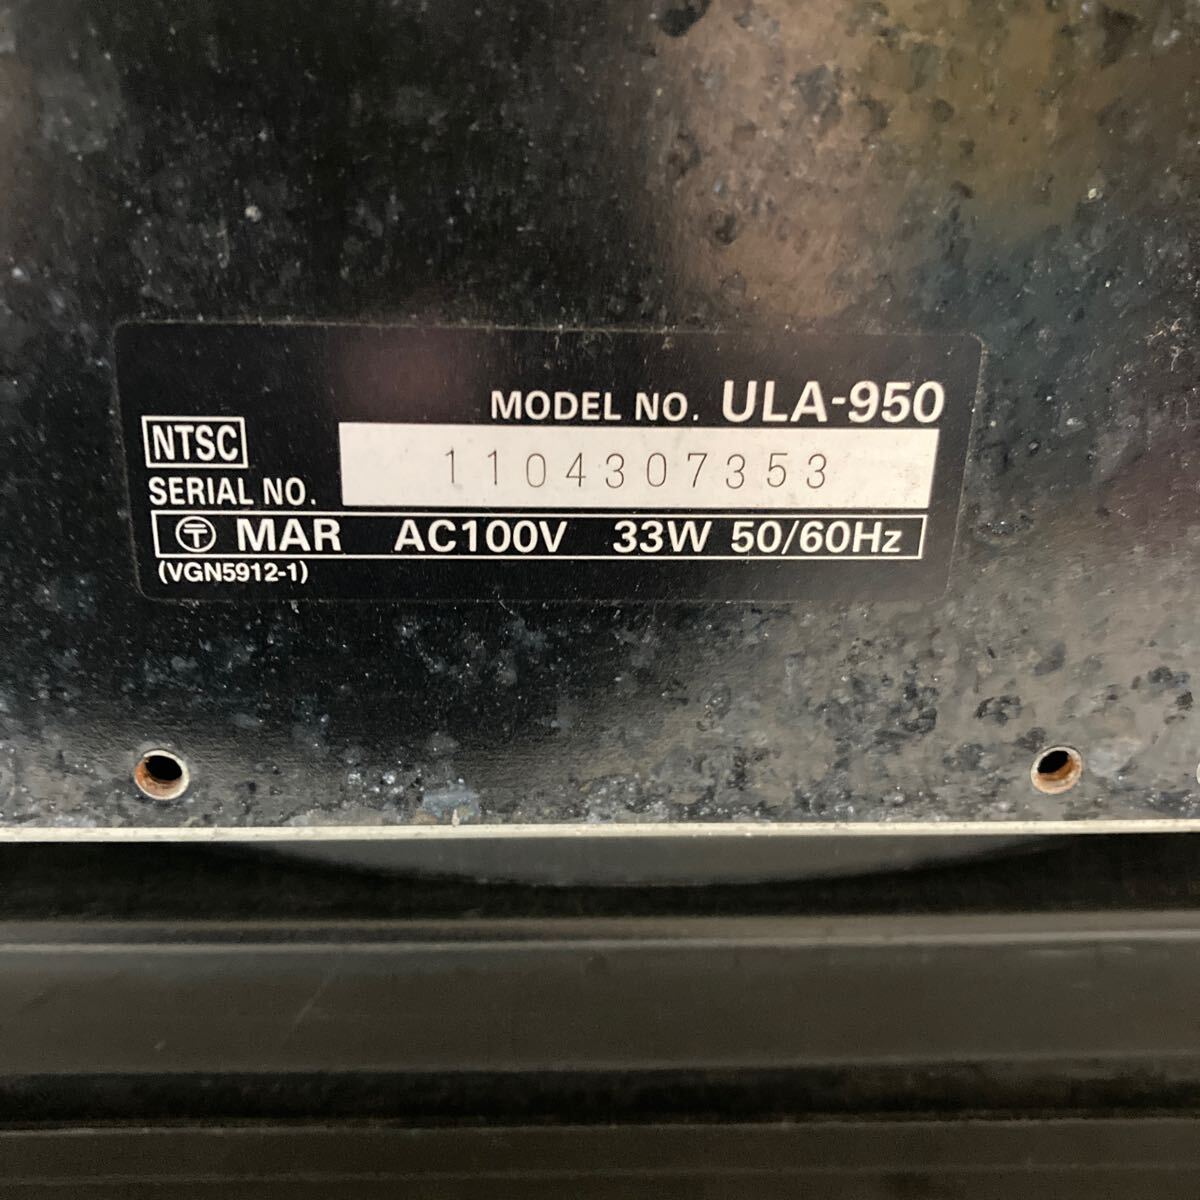 MODEL NO. ULA-950
NTSC
SERIAL NO. 1104307353
〒 MAR AC100V 33W 50/60Hz
(VGN5912-1)